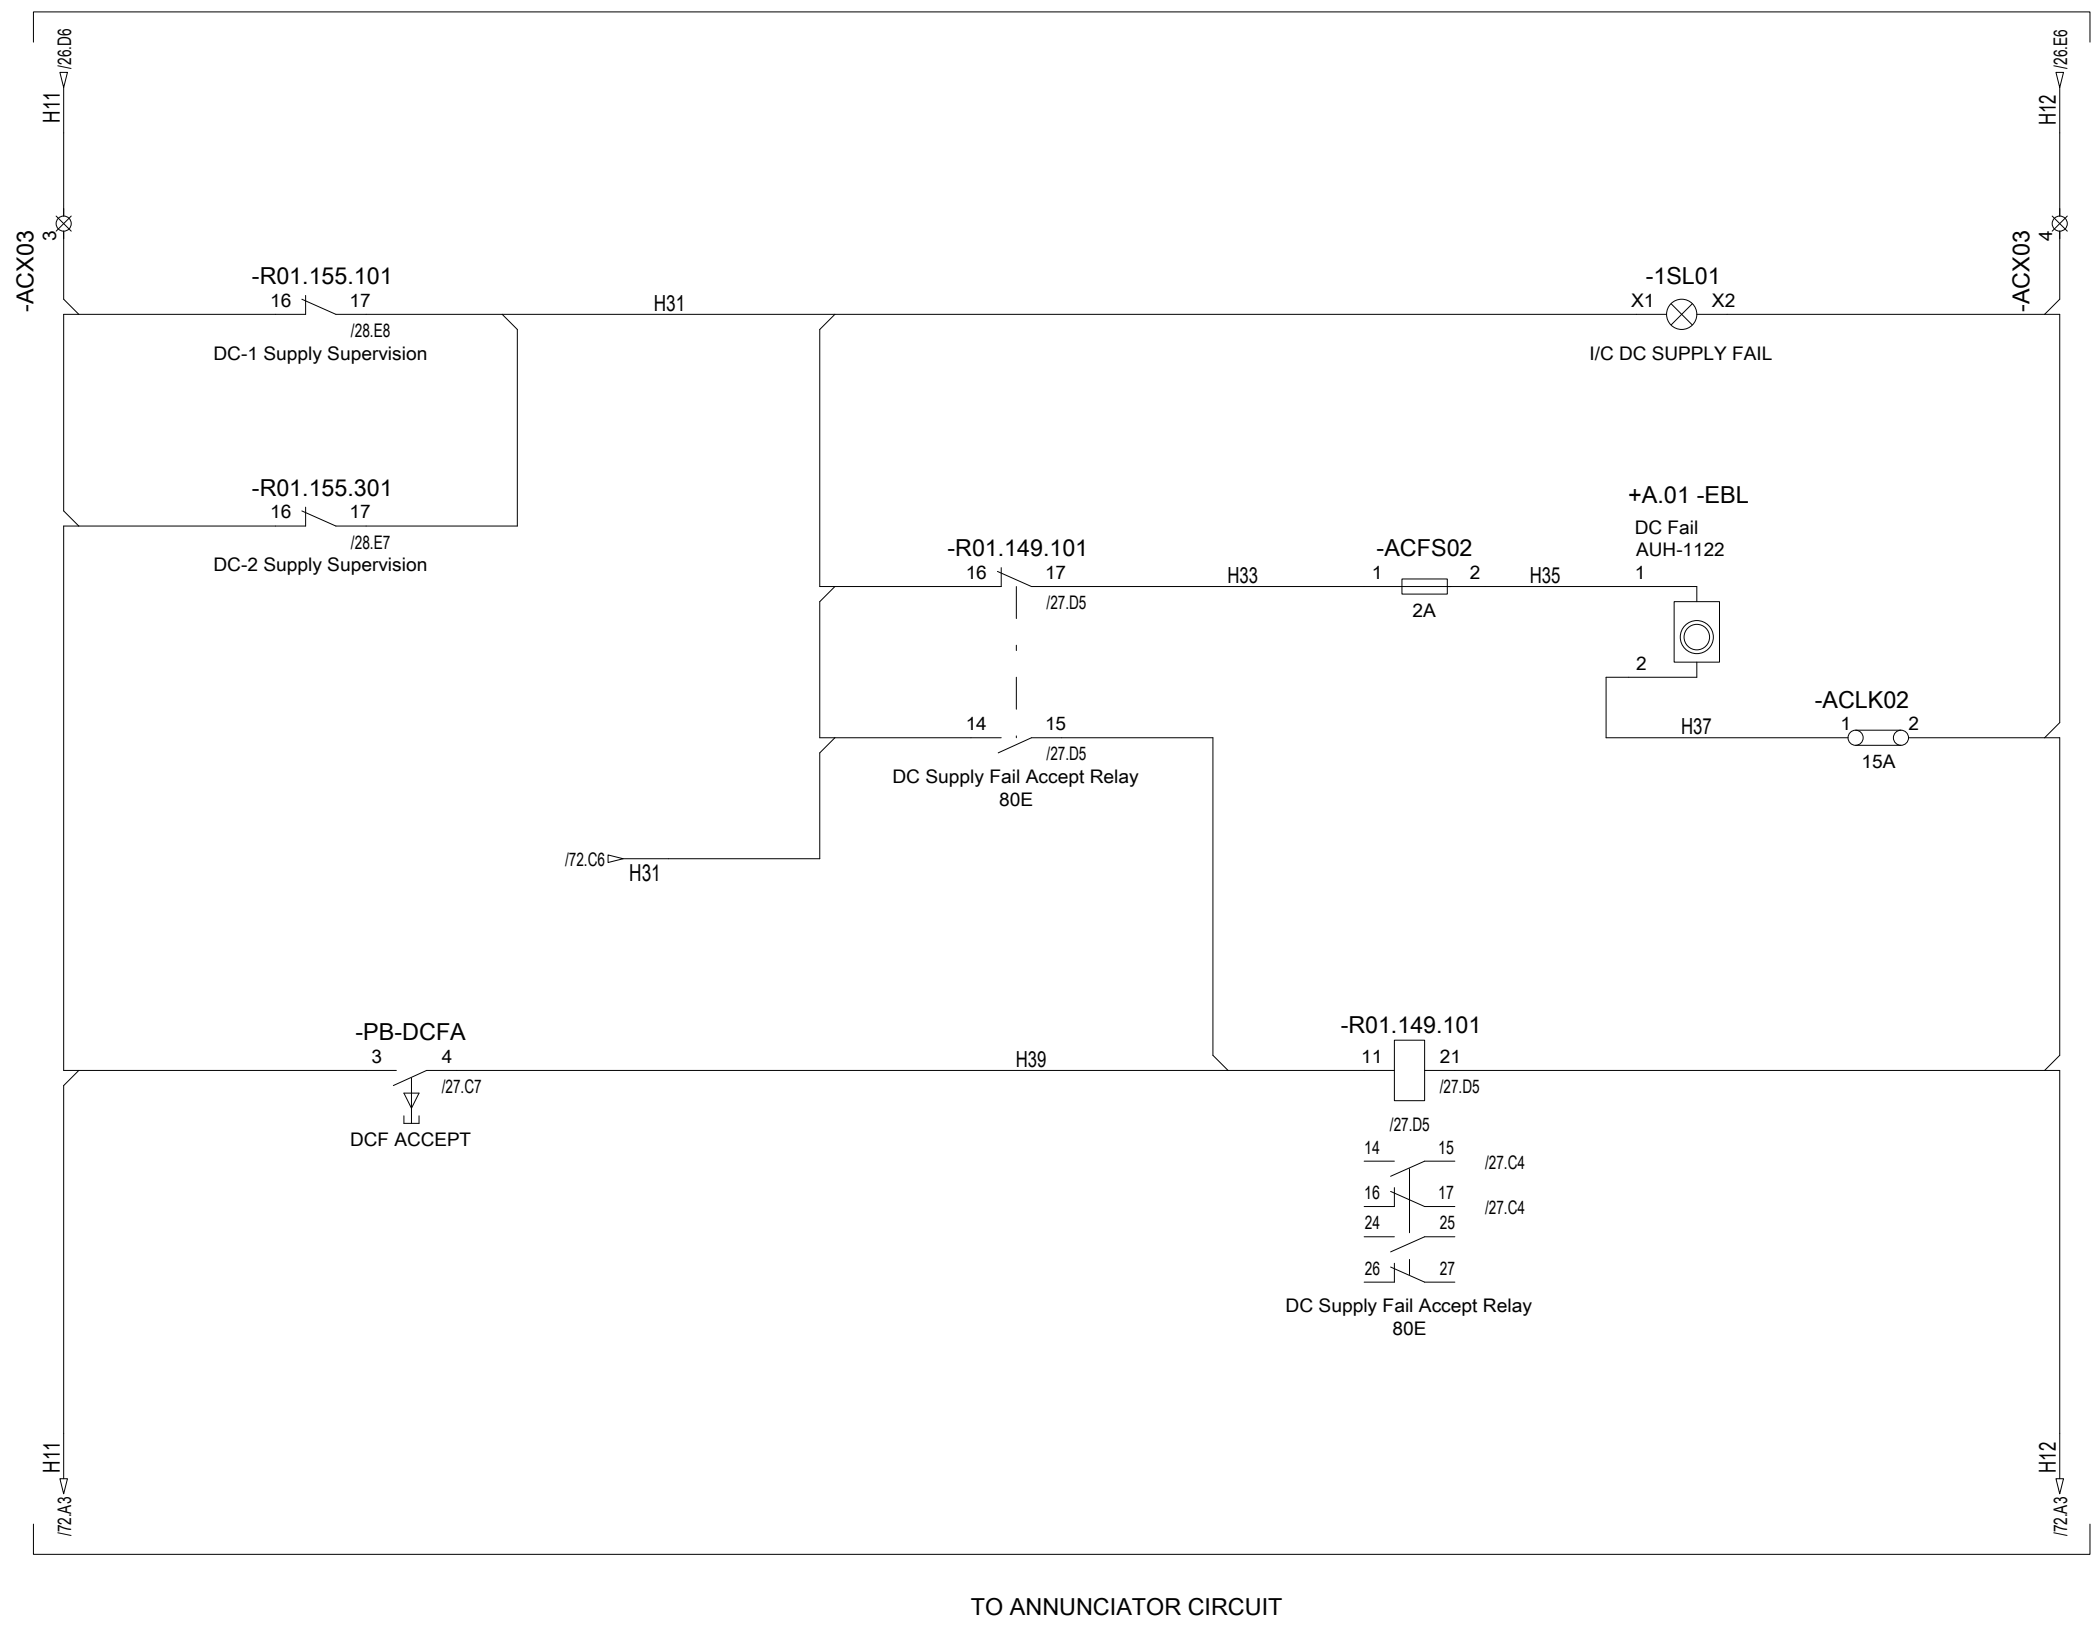 /26.D6
/26.E6
H11
H12
-ACX03
3
-ACX03
4
-R01.155.101
16 17
/28.E8
DC-1 Supply Supervision
H31
-1SL01
X1 X2
I/C DC SUPPLY FAIL
-R01.155.301
16 17
/28.E7
DC-2 Supply Supervision
-R01.149.101
16 17
/27.D5
H33
-ACFS02
1 2
2A
H35
+A.01 -EBL
DC Fail
AUH-1122
1
2
-ACLK02
1 2
15A
H37
14 15
/27.D5
DC Supply Fail Accept Relay
80E
/72.C6
H31
-PB-DCFA
3 4
/27.C7
DCF ACCEPT
H39
-R01.149.101
11 21
/27.D5
/27.D5
14 15 /27.C4
16 17 /27.C4
24 25
26 27
DC Supply Fail Accept Relay
80E
H11
H12
/72.A3
/72.A3
TO ANNUNCIATOR CIRCUIT